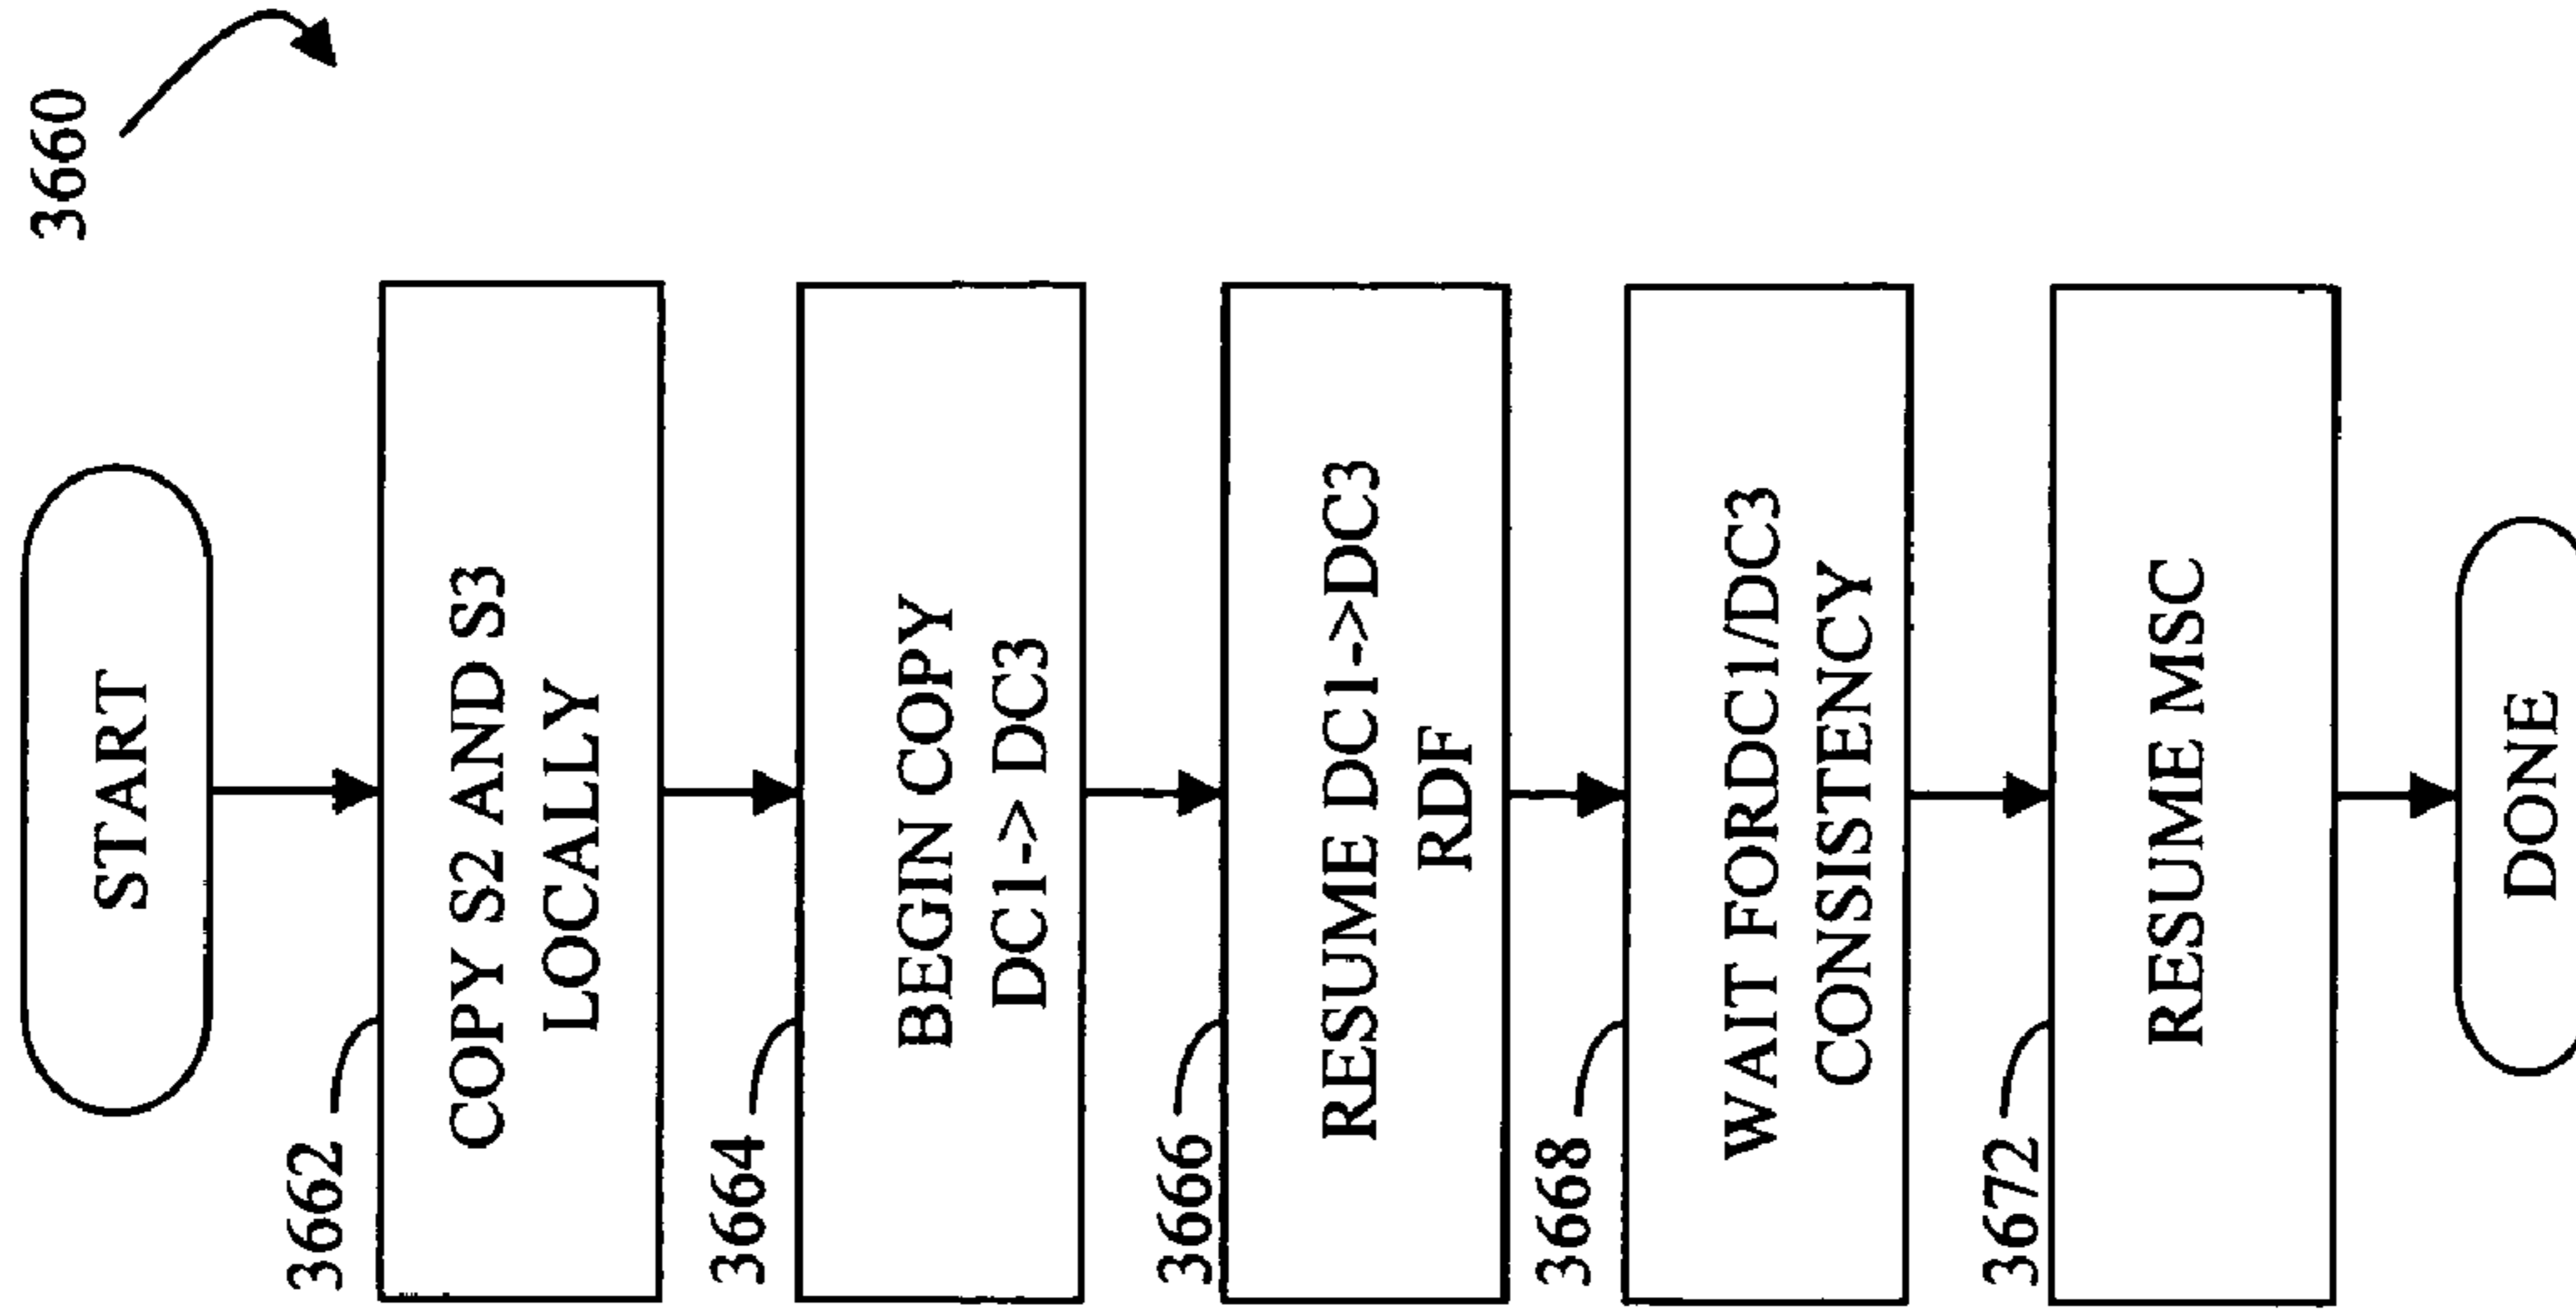 3660
START
3662
COPY S2 AND S3
LOCALLY
3664
BEGIN COPY
DC1-> DC3
3666
RESUME DC1->DC3
RDF
3668
WAIT FORDC1/DC3
CONSISTENCY
3672
RESUME MSC
DONE